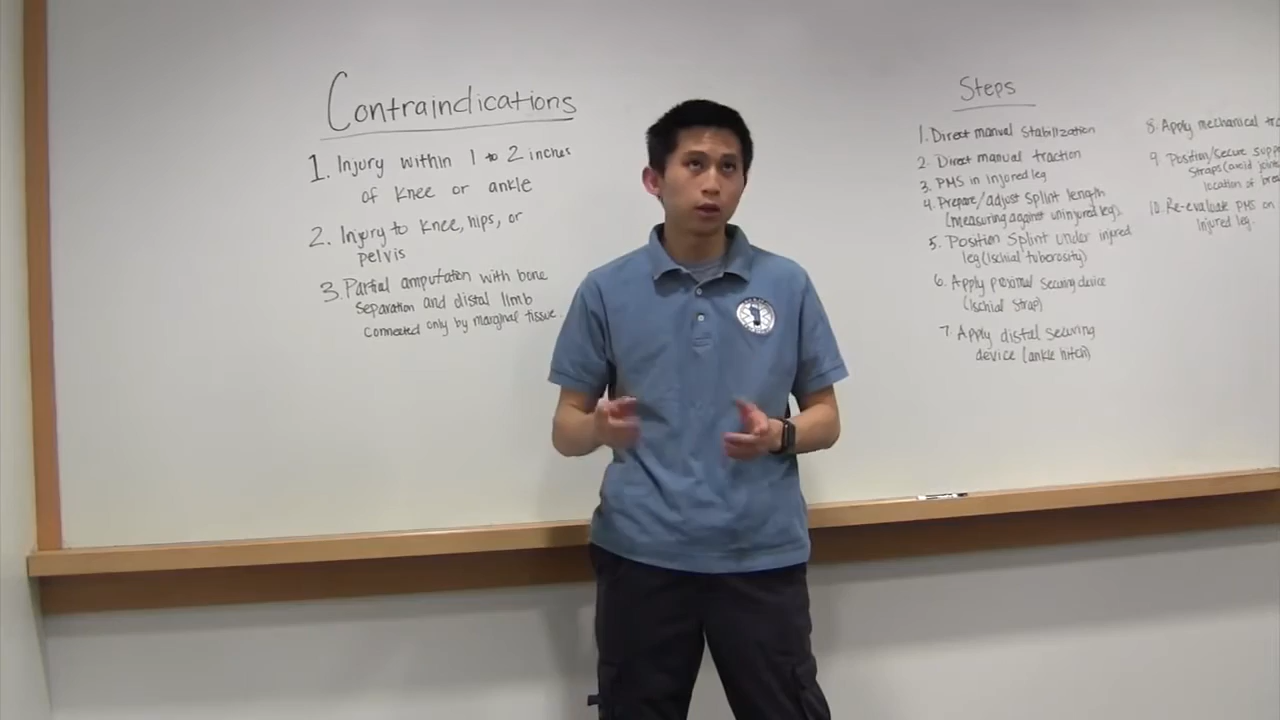 Contraindications
1. Injury within 1 to 2 inches
of knee or ankle
2. Injury to knee, hips, or
pelvis
3. Partial amputation with bone
separation and distal limb
connected only by marginal tissue.
Steps
1. Direct manual stabilization
2. Direct manual traction
3. PMS in injured leg
4. Prepare/adjust splint length
(measuring against uninjured leg).
5. Position splint under injured
leg (ischial tuberosity)
6. Apply proximal securing device
(ischial strap)
7. Apply distal securing
device (ankle hitch)
8. Apply mechanical tra
9. Position/secure supp
straps (avoid joint
location of brea
10. Re-evaluate PMS on
injured leg.